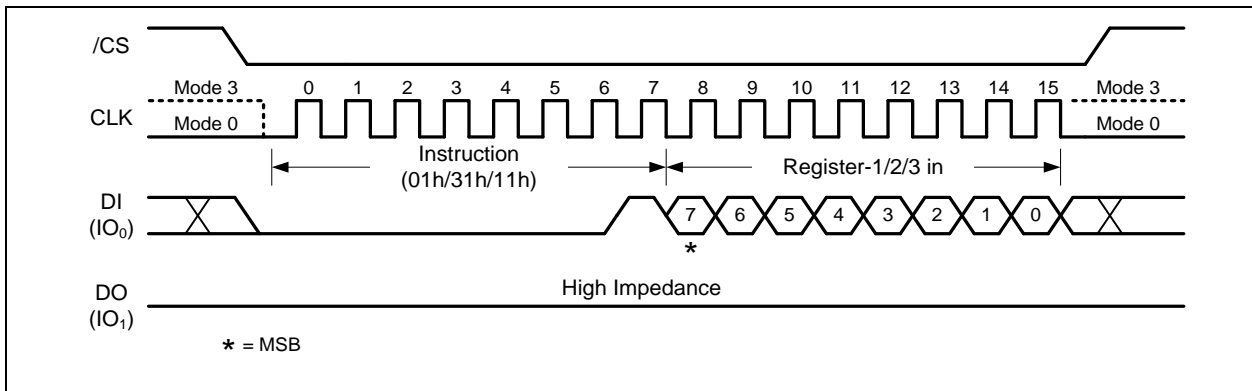 /CS
Mode 3 0 1 2 3 4 5 6 7 8 9 10 11 12 13 14 15 Mode 3
CLK
Mode 0 Mode 0
Instruction
(01h/31h/11h)
Register-1/2/3 in
DI
(IO₀)
7 6 5 4 3 2 1 0
*
High Impedance
DO
(IO₁)
* = MSB